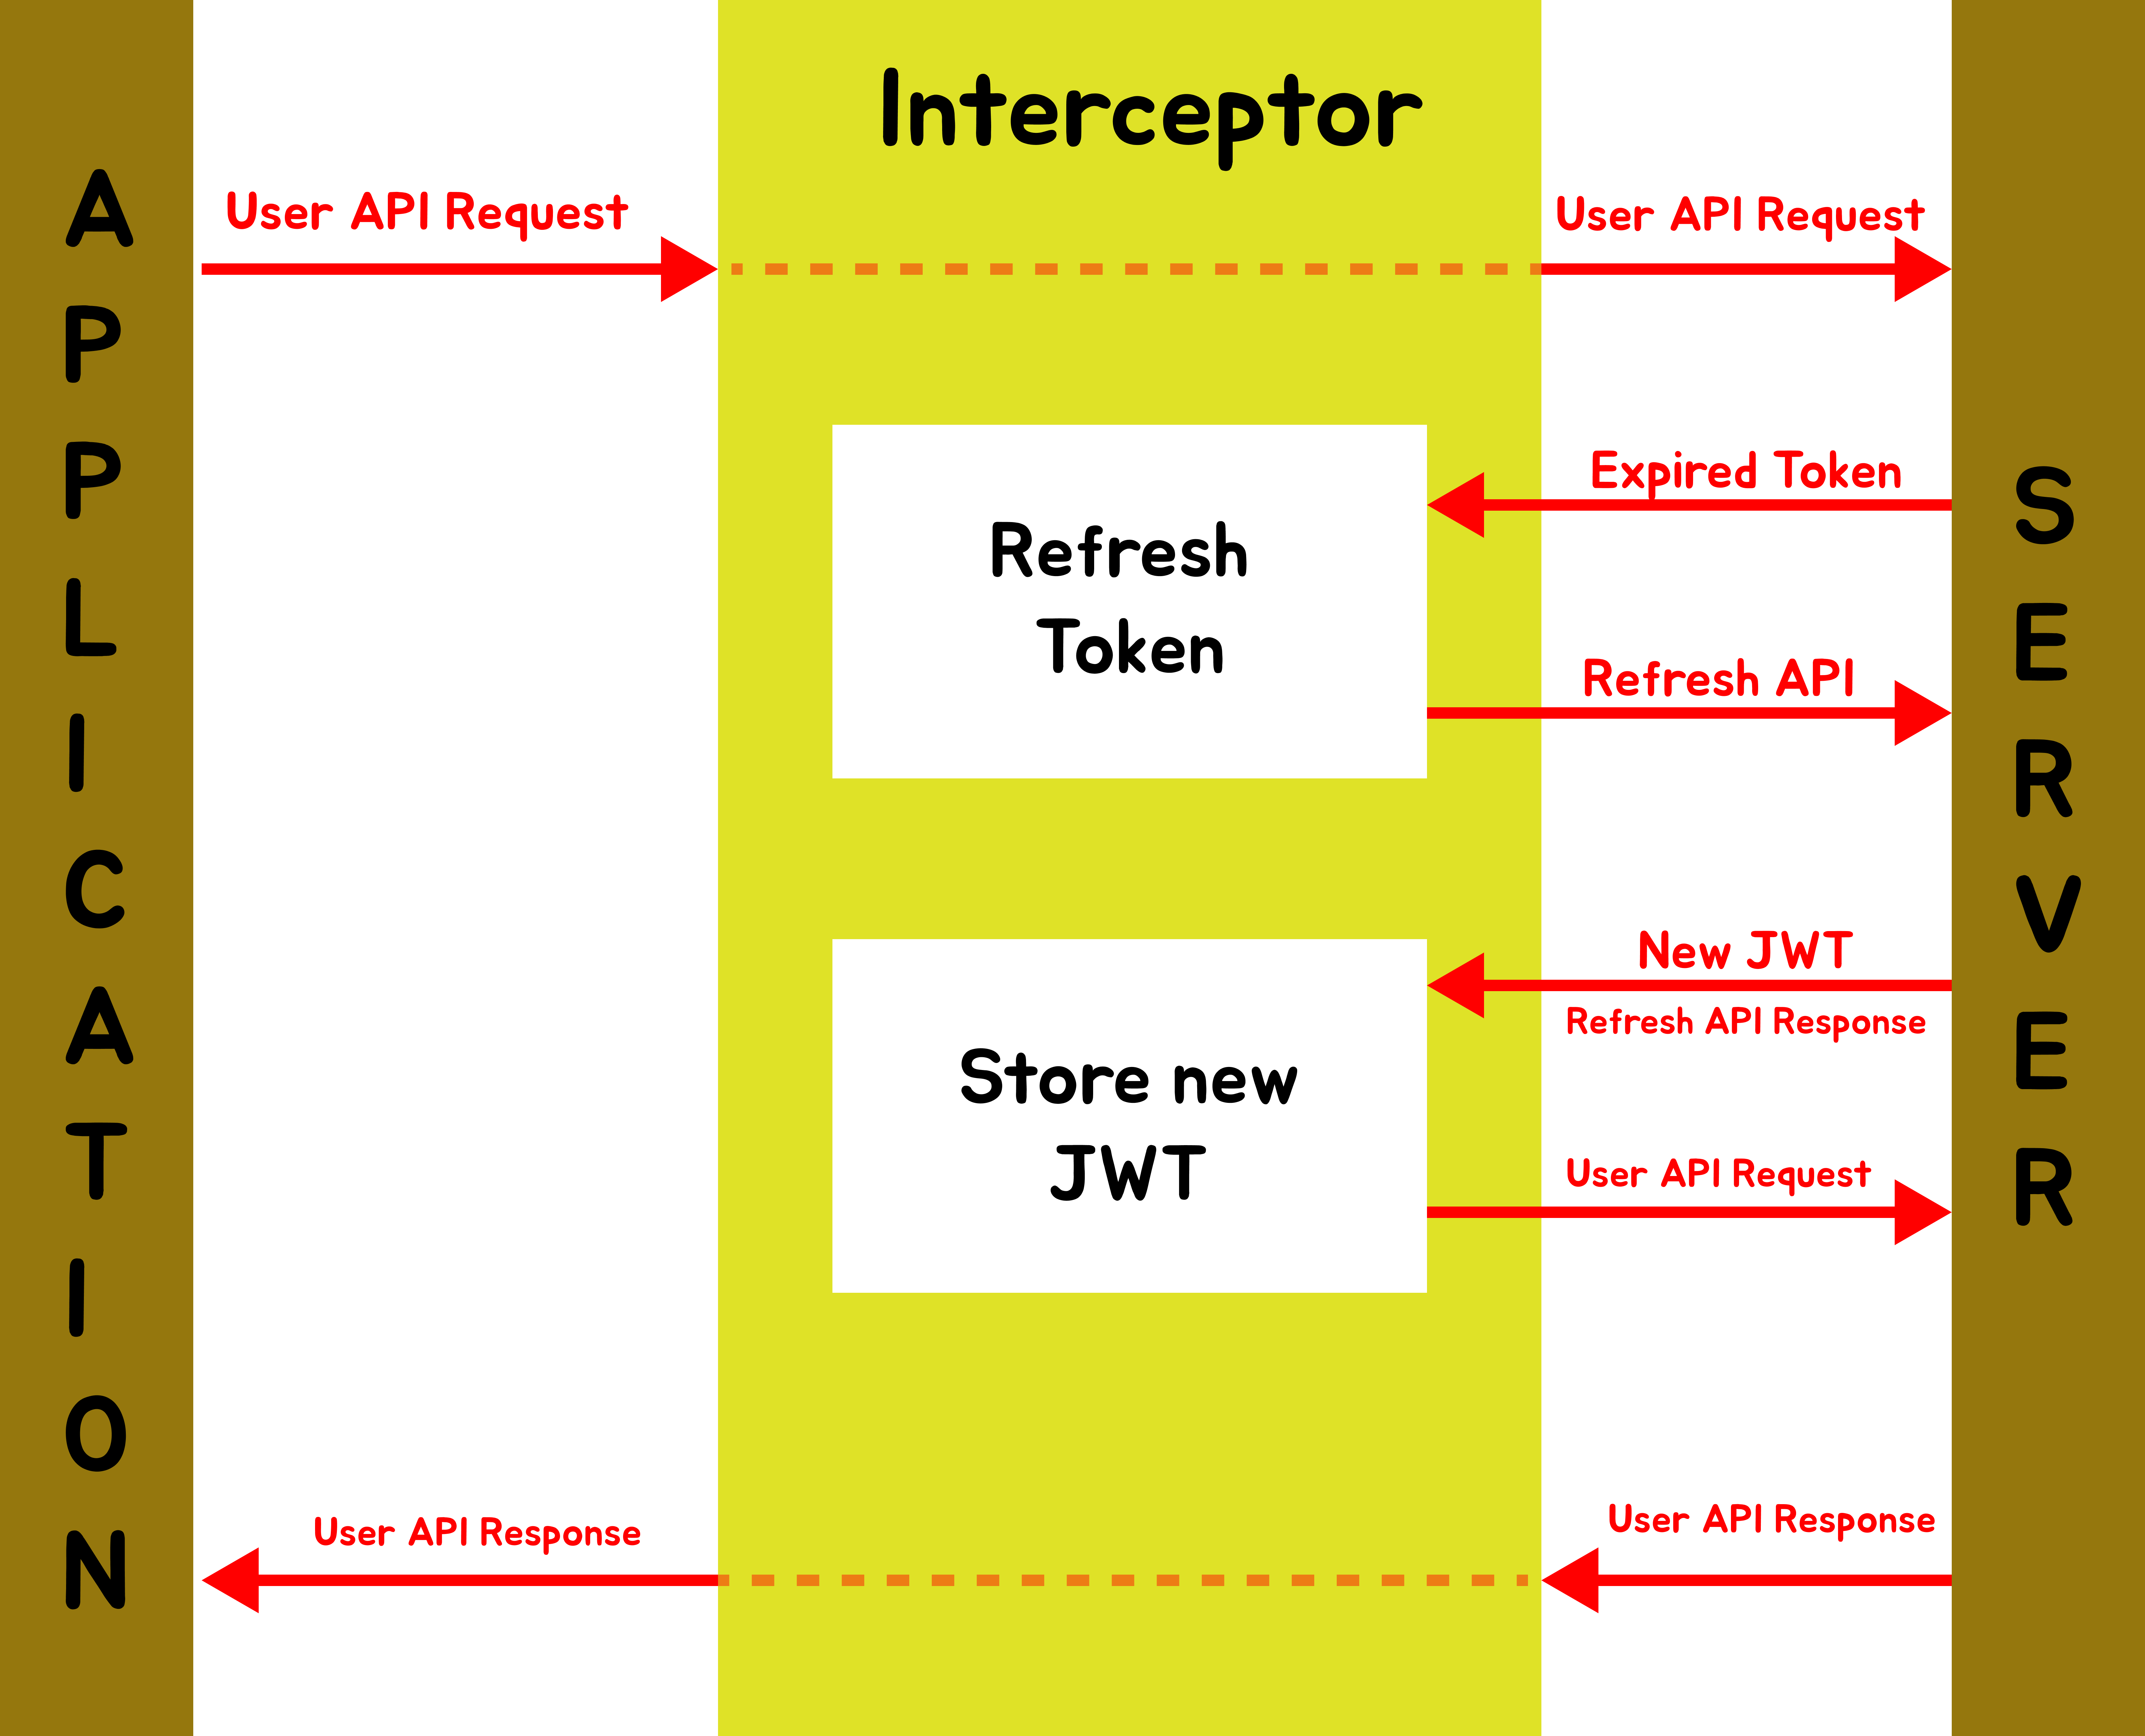 Interceptor
APPLICATION
User API Request
User API Request
Expired Token
Refresh
Token
Refresh API
SERVER
New JWT
Refresh API Response
Store new
JWT
User API Request
User API Response
User API Response